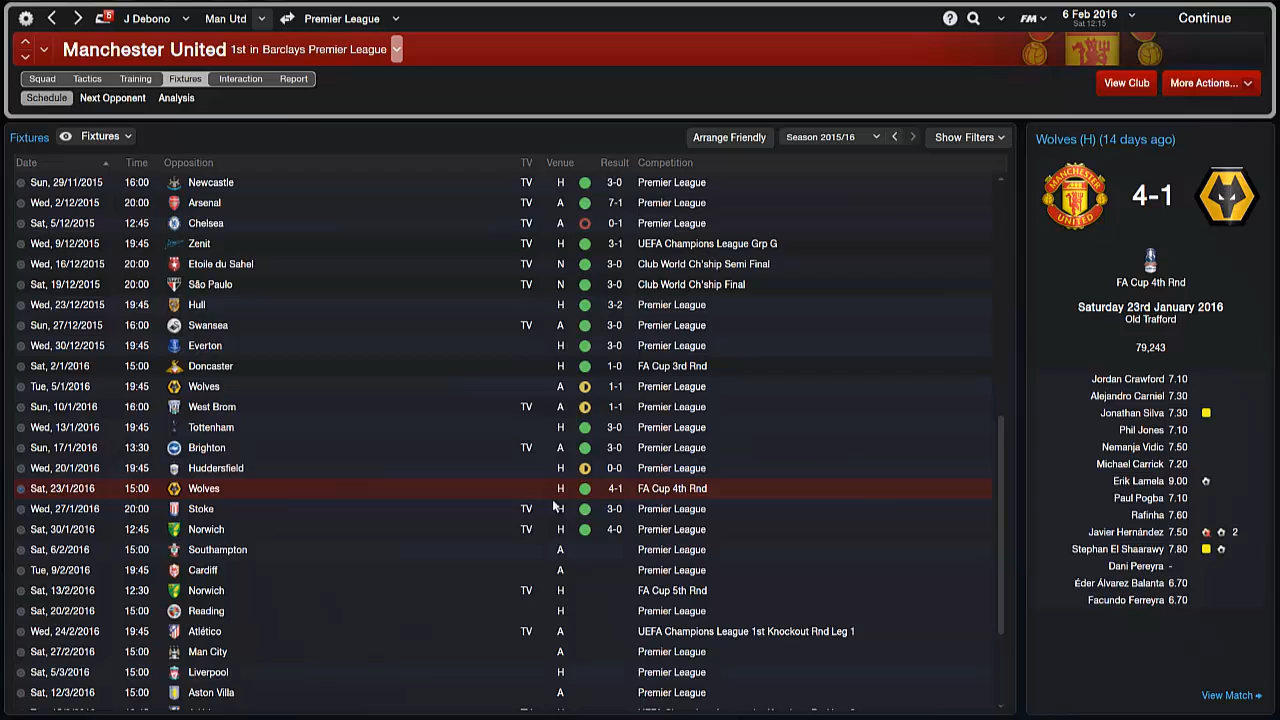 5 J Debono Man Utd Premier League ? FM 6 Feb 2016 Continue
Sat 12:15
Manchester United 1st in Barclays Premier League
Squad Tactics Training Fixtures Interaction Report
View Club More Actions...
Schedule Next Opponent Analysis
Fixtures Fixtures Arrange Friendly Season 2015/16 Show Filters
Date Time Opposition TV Venue Result Competition
Sun, 29/11/2015 16:00 Newcastle TV H 3-0 Premier League
Wed, 2/12/2015 20:00 Arsenal TV A 7-1 Premier League
Sat, 5/12/2015 12:45 Chelsea TV A 0-1 Premier League
Wed, 9/12/2015 19:45 Zenit TV H 3-1 UEFA Champions League Grp G
Wed, 16/12/2015 20:00 Etoile du Sahel TV N 3-0 Club World Ch'ship Semi Final
Sat, 19/12/2015 20:00 São Paulo TV N 3-0 Club World Ch'ship Final
Wed, 23/12/2015 19:45 Hull H 3-2 Premier League
Sun, 27/12/2015 16:00 Swansea TV A 3-0 Premier League
Wed, 30/12/2015 19:45 Everton A 3-0 Premier League
Sat, 2/1/2016 15:00 Doncaster H 1-0 FA Cup 3rd Rnd
Tue, 5/1/2016 19:45 Wolves A 1-1 Premier League
Sun, 10/1/2016 16:00 West Brom TV A 1-1 Premier League
Wed, 13/1/2016 19:45 Tottenham H 3-0 Premier League
Sun, 17/1/2016 13:30 Brighton TV A 3-0 Premier League
Wed, 20/1/2016 19:45 Huddersfield H 0-0 Premier League
Sat, 23/1/2016 15:00 Wolves H 4-1 FA Cup 4th Rnd
Wed, 27/1/2016 20:00 Stoke TV H 3-0 Premier League
Sat, 30/1/2016 12:45 Norwich TV H 4-0 Premier League
Sat, 6/2/2016 15:00 Southampton A Premier League
Tue, 9/2/2016 19:45 Cardiff A Premier League
Sat, 13/2/2016 12:30 Norwich TV H FA Cup 5th Rnd
Sat, 20/2/2016 15:00 Reading H Premier League
Wed, 24/2/2016 19:45 Atlético TV A UEFA Champions League 1st Knockout Rnd Leg 1
Sat, 27/2/2016 15:00 Man City A Premier League
Sat, 5/3/2016 15:00 Liverpool H Premier League
Sat, 12/3/2016 15:00 Aston Villa A Premier League
Wolves (H) (14 days ago)
MANCHESTER UNITED
4-1
FA Cup 4th Rnd
Saturday 23rd January 2016
Old Trafford
79,243
Jordan Crawford 7.10
Alejandro Carniel 7.30
Jonathan Silva 7.30
Phil Jones 7.10
Nemanja Vidic 7.50
Michael Carrick 7.20
Erik Lamela 9.00
Paul Pogba 7.10
Rafinha 7.60
Javier Hernández 7.50 2
Stephan El Shaarawy 7.80
Dani Pereyra -
Éder Álvarez Balanta 6.70
Facundo Ferreyra 6.70
View Match